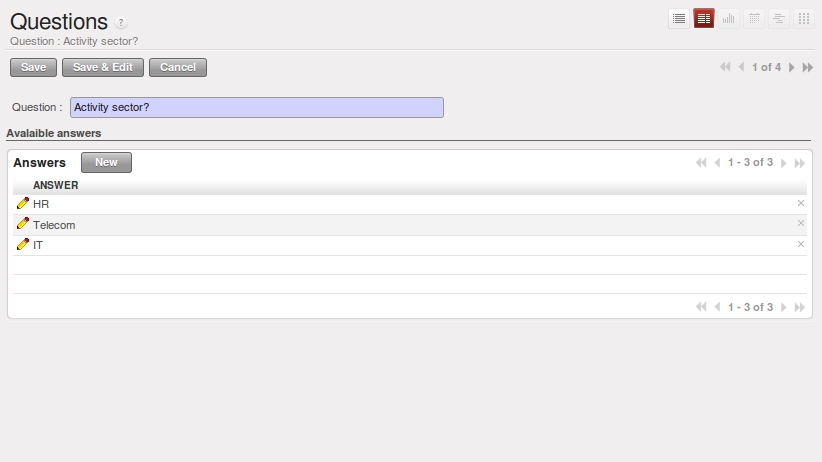 Questions ?
Question : Activity sector?
Save Save & Edit Cancel 1 of 4
Question : Activity sector?
Avalaible answers
Answers New 1 - 3 of 3
ANSWER
HR
Telecom
IT
1 - 3 of 3